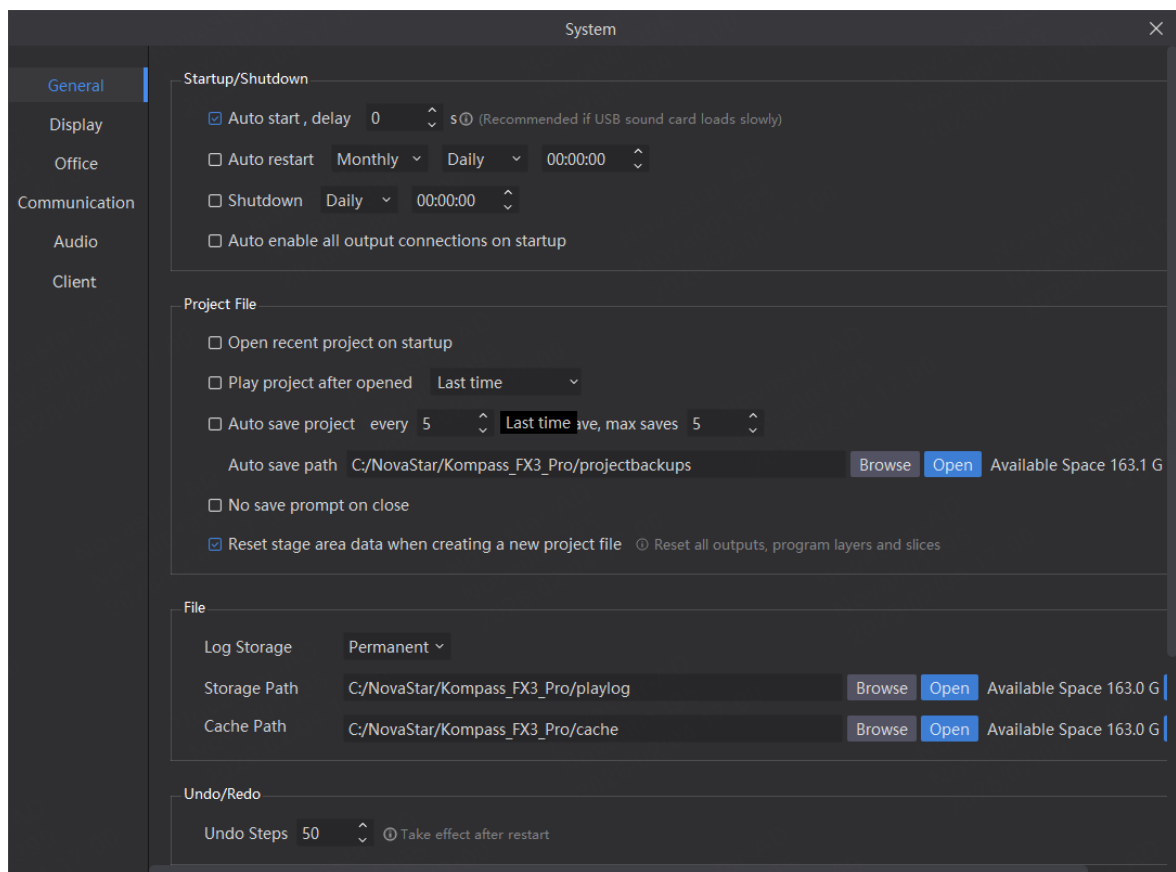 System
General
Display
Office
Communication
Audio
Client
Startup/Shutdown
Auto start , delay 0 s (Recommended if USB sound card loads slowly)
Auto restart Monthly Daily 00:00:00
Shutdown Daily 00:00:00
Auto enable all output connections on startup
Project File
Open recent project on startup
Play project after opened Last time
Auto save project every 5 Last time ave, max saves 5
Auto save path C:/NovaStar/Kompass_FX3_Pro/projectbackups Browse Open Available Space 163.1 G
No save prompt on close
Reset stage area data when creating a new project file Reset all outputs, program layers and slices
File
Log Storage Permanent
Storage Path C:/NovaStar/Kompass_FX3_Pro/playlog Browse Open Available Space 163.0 G
Cache Path C:/NovaStar/Kompass_FX3_Pro/cache Browse Open Available Space 163.0 G
Undo/Redo
Undo Steps 50 Take effect after restart